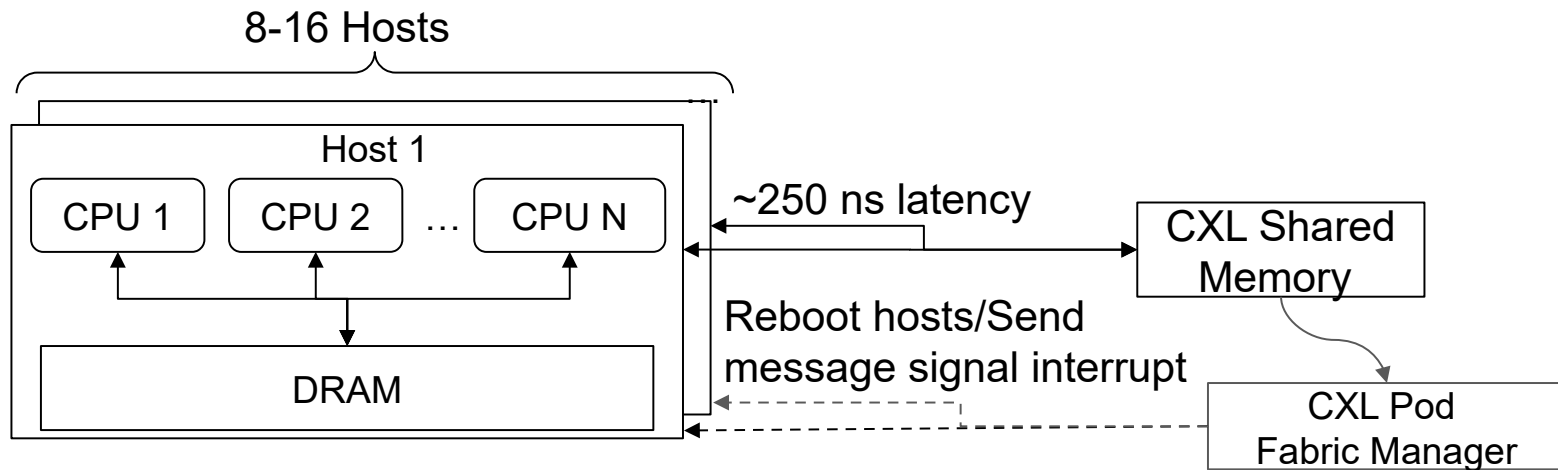 8-16 Hosts
...
Host 1
CPU 1
CPU 2
...
CPU N
DRAM
~250 ns latency
CXL Shared
Memory
Reboot hosts/Send
message signal interrupt
CXL Pod
Fabric Manager